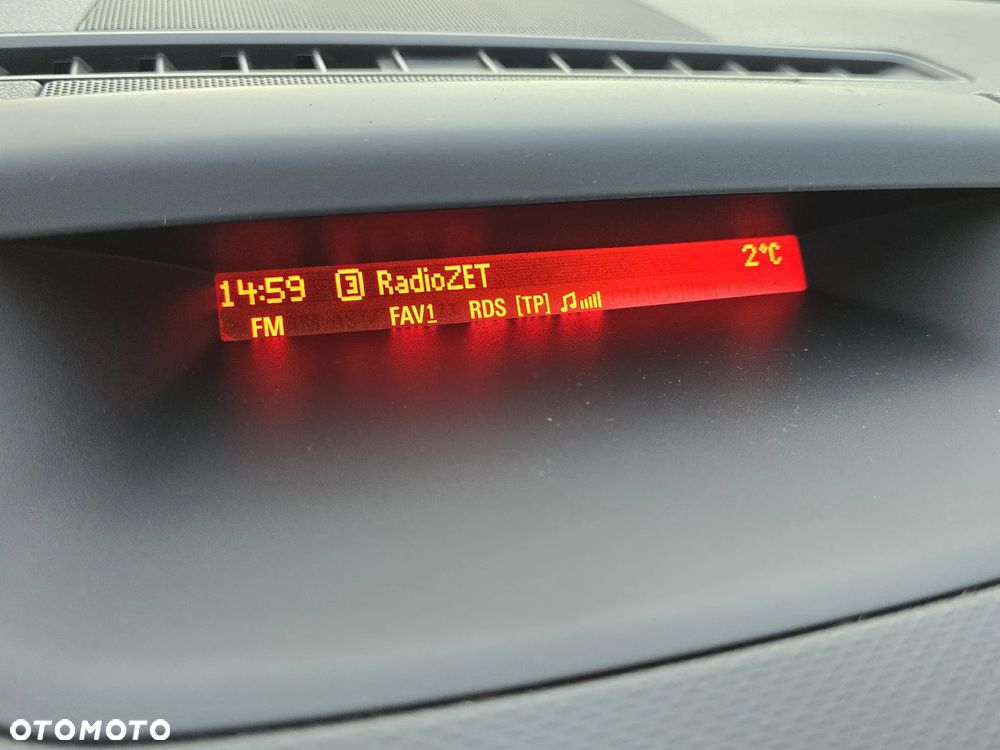 14:59 3 RadioZET 2°C
FM FAV1 RDS [TP]
OTOMOTO